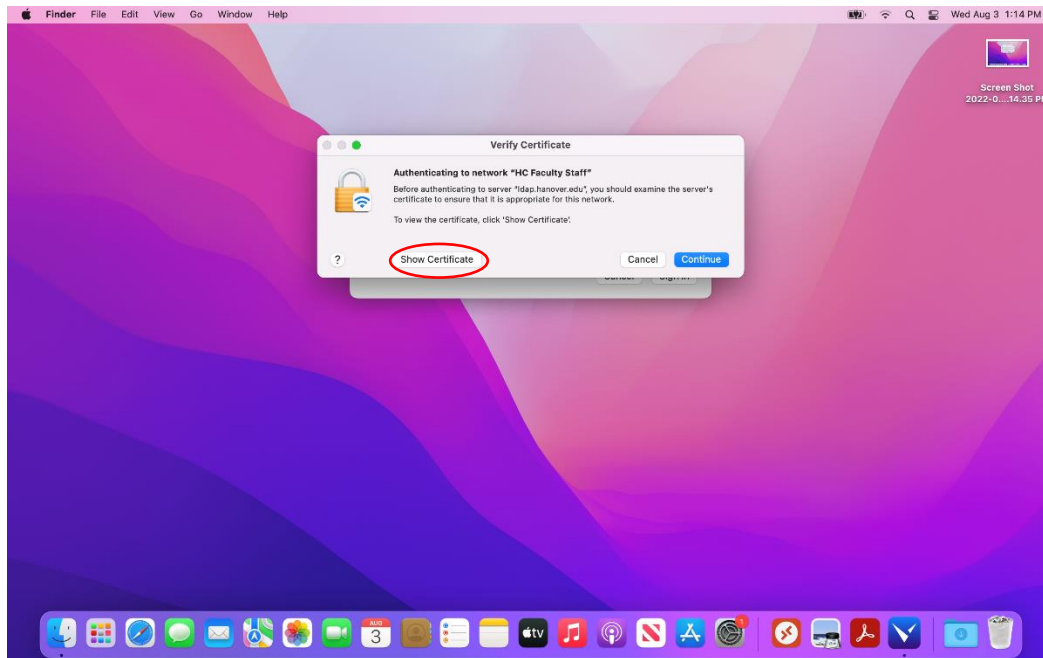 Finder File Edit View Go Window Help Wed Aug 3 1:14 PM
Screen Shot
2022-0....14.35 PM
Verify Certificate
Authenticating to network “HC Faculty Staff”
Before authenticating to server “ldap.hanover.edu”, you should examine the server’s
certificate to ensure that it is appropriate for this network.
To view the certificate, click ‘Show Certificate’.
? Show Certificate Cancel Continue
AUG
3
tv
1